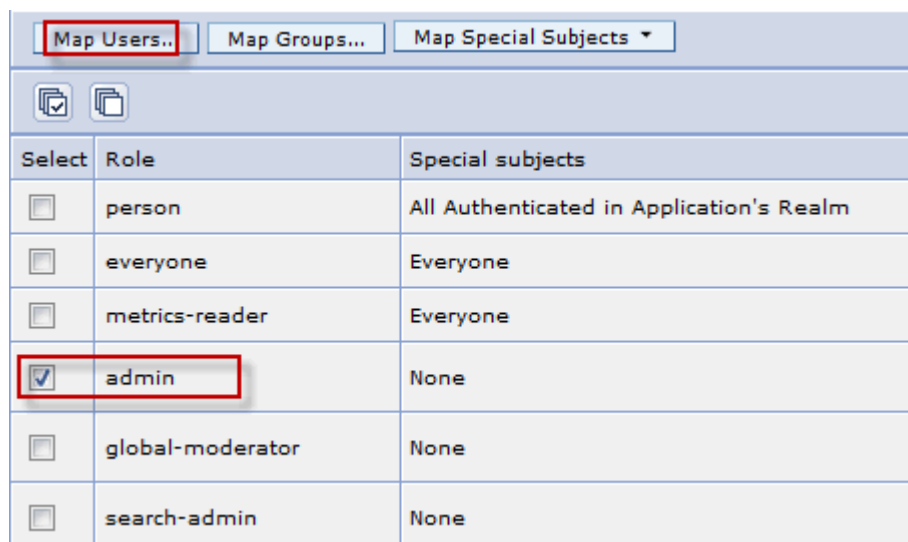 Map Users... Map Groups... Map Special Subjects
Select Role Special subjects
person All Authenticated in Application's Realm
everyone Everyone
metrics-reader Everyone
admin None
global-moderator None
search-admin None